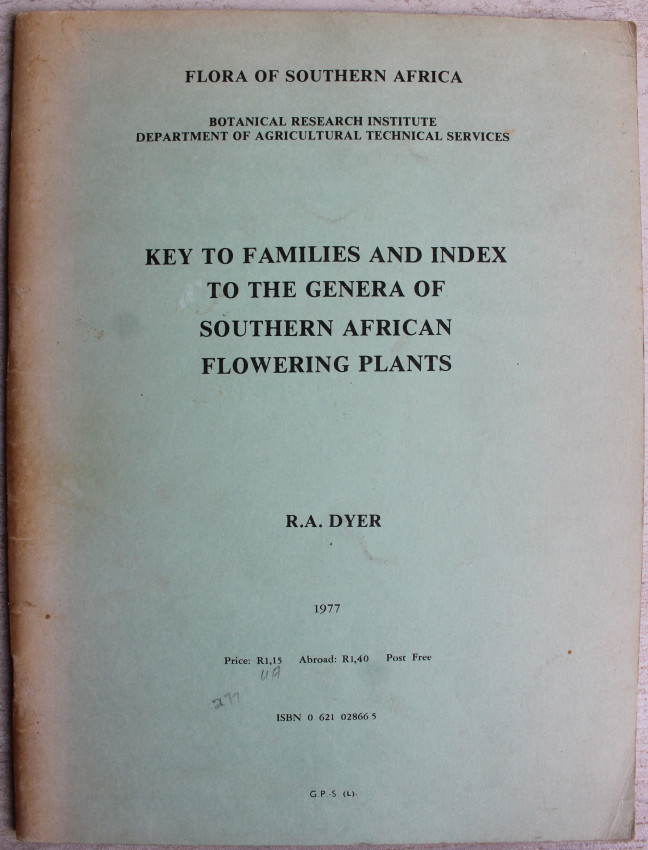 FLORA OF SOUTHERN AFRICA
BOTANICAL RESEARCH INSTITUTE
DEPARTMENT OF AGRICULTURAL TECHNICAL SERVICES
KEY TO FAMILIES AND INDEX
TO THE GENERA OF
SOUTHERN AFRICAN
FLOWERING PLANTS
R.A. DYER
1977
Price: R1,15 Abroad: R1,40 Post Free
ISBN 0 621 02866 5
G.P.-S. (L).